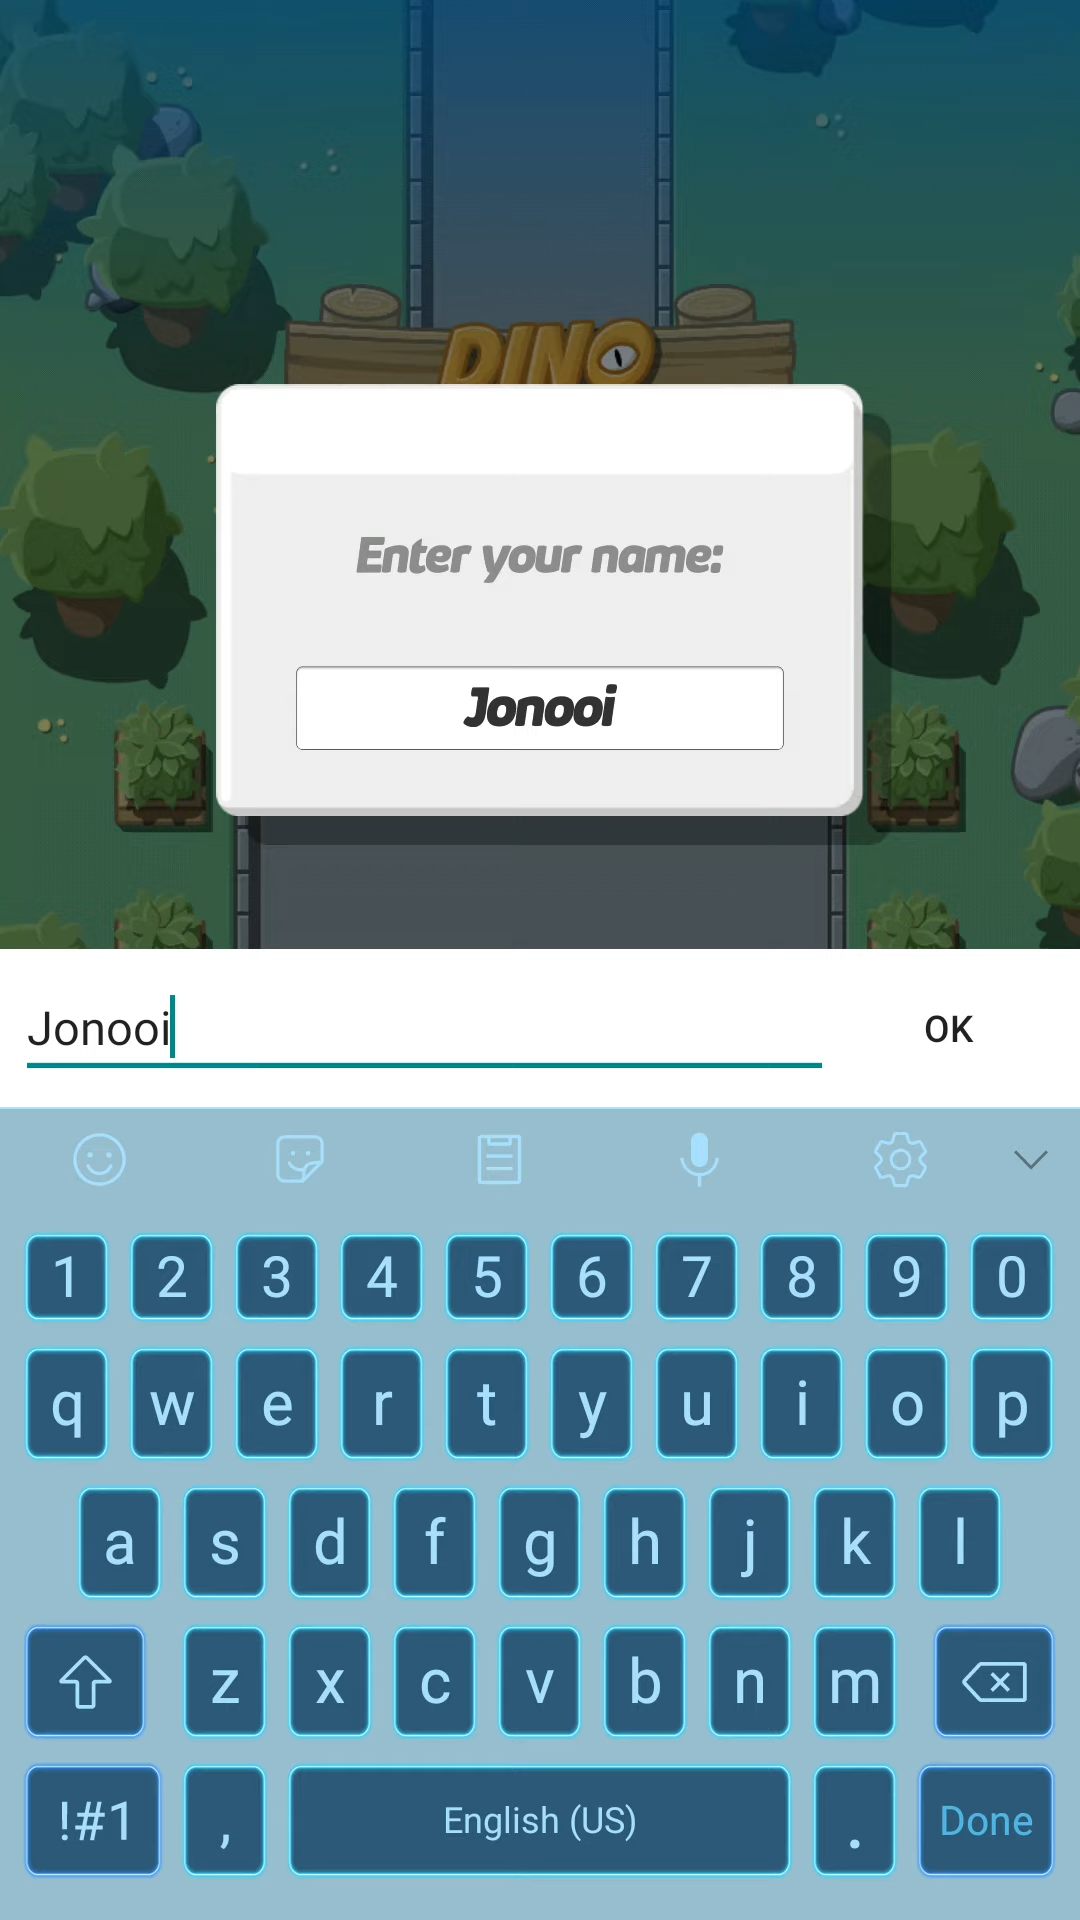 DINO
Enter your name:
Jonooi
Jonooi
OK
1 2 3 4 5 6 7 8 9 0
q w e r t y u i o p
a s d f g h j k l
z x c v b n m
!#1 , English (US) . Done